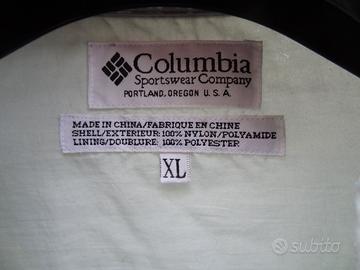 Columbia
Sportswear Company
PORTLAND, OREGON U. S. A.
MADE IN CHINA/FABRIQUE EN CHINE
SHELL/EXTERIEUR: 100% NYLON/POLYAMIDE
LINING/DOUBLURE: 100% POLYESTER
XL
subito